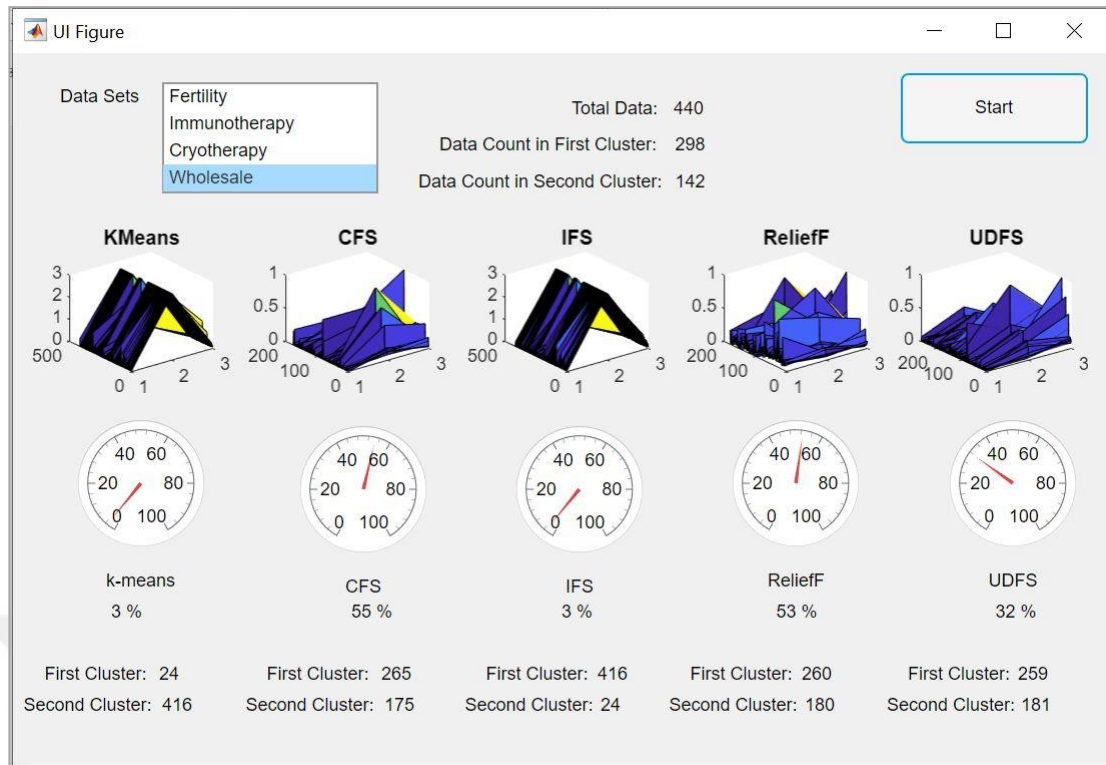 UI Figure
Data Sets
Fertility
Immunotherapy
Cryotherapy
Wholesale
Total Data: 440
Data Count in First Cluster: 298
Data Count in Second Cluster: 142
Start
KMeans CFS IFS ReliefF UDFS
3 2 1 0 500 0 1 2 3
1 0.5 0 200 100 0 1 2 3
3 2 1 0 500 0 1 2 3
1 0.5 0 200 100 0 1 2 3
1 0.5 0 200 100 0 1 2 3
0 20 40 60 80 100
0 20 40 60 80 100
0 20 40 60 80 100
0 20 40 60 80 100
0 20 40 60 80 100
k-means CFS IFS ReliefF UDFS
3 % 55 % 3 % 53 % 32 %
First Cluster: 24 First Cluster: 265 First Cluster: 416 First Cluster: 260 First Cluster: 259
Second Cluster: 416 Second Cluster: 175 Second Cluster: 24 Second Cluster: 180 Second Cluster: 181